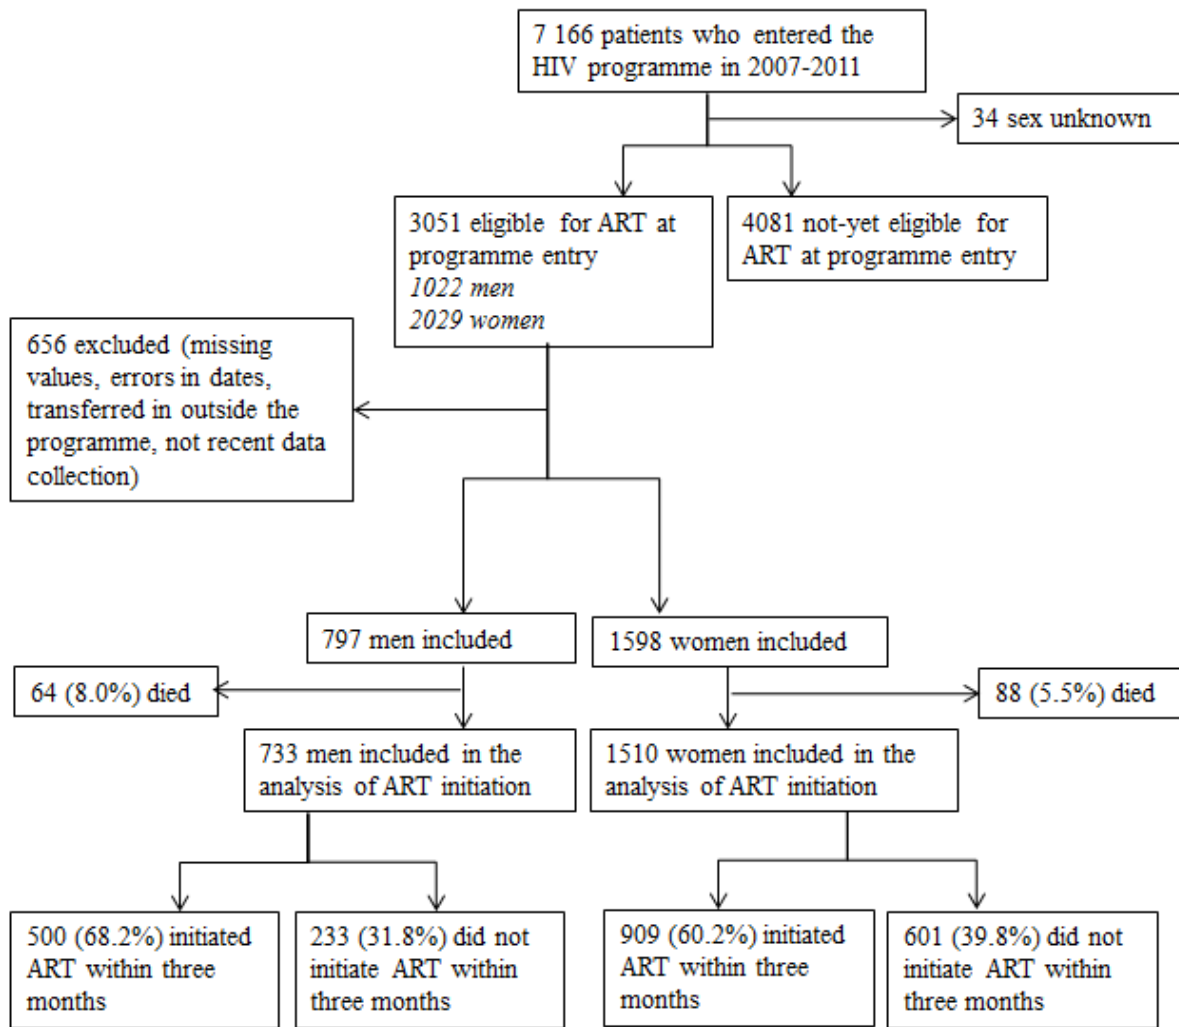 7 166 patients who entered the
HIV programme in 2007-2011
34 sex unknown
3051 eligible for ART at
programme entry
1022 men
2029 women
4081 not-yet eligible for
ART at programme entry
656 excluded (missing
values, errors in dates,
transferred in outside the
programme, not recent data
collection)
797 men included
1598 women included
64 (8.0%) died
88 (5.5%) died
733 men included in the
analysis of ART initiation
1510 women included in the
analysis of ART initiation
500 (68.2%) initiated
ART within three
months
233 (31.8%) did not
initiate ART within
three months
909 (60.2%) initiated
ART within three
months
601 (39.8%) did not
initiate ART within
three months